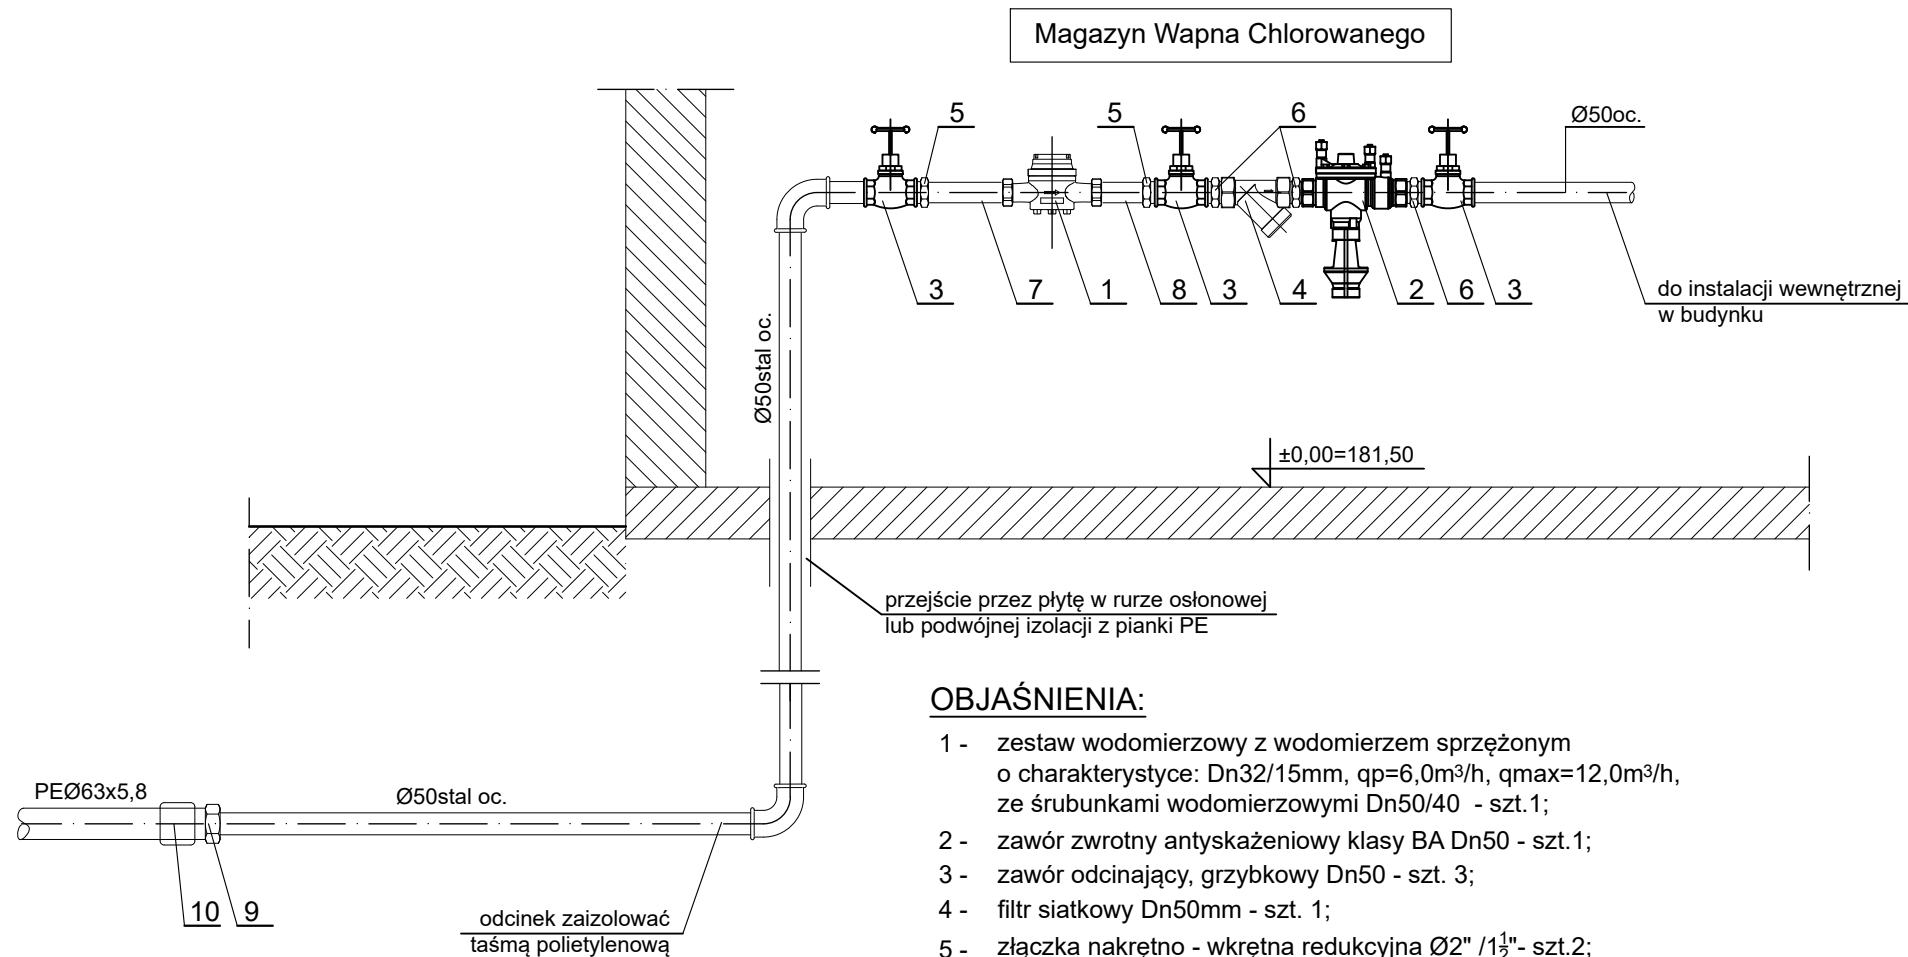 Magazyn Wapna Chlorowanego
5
5
6
Ø50oc.
3
7
1
8
3
4
2
6
3
do instalacji wewnętrznej
w budynku
Ø50stal oc.
±0,00=181,50
przejście przez płytę w rurze osłonowej
lub podwójnej izolacji z pianki PE
PEØ63x5,8
Ø50stal oc.
10
9
odcinek zaizolować
taśmą polietylenową
OBJAŚNIENIA:
1 - zestaw wodomierzowy z wodomierzem sprzężonym
o charakterystyce: Dn32/15mm, qp=6,0m³/h, qmax=12,0m³/h,
ze śrubunkami wodomierzowymi Dn50/40 - szt.1;
2 - zawór zwrotny antyskażeniowy klasy BA Dn50 - szt.1;
3 - zawór odcinający, grzybkowy Dn50 - szt. 3;
4 - filtr siatkowy Dn50mm - szt. 1;
5 - złączka nakrętno - wkrętna redukcyjna Ø2" /1½"- szt.2;